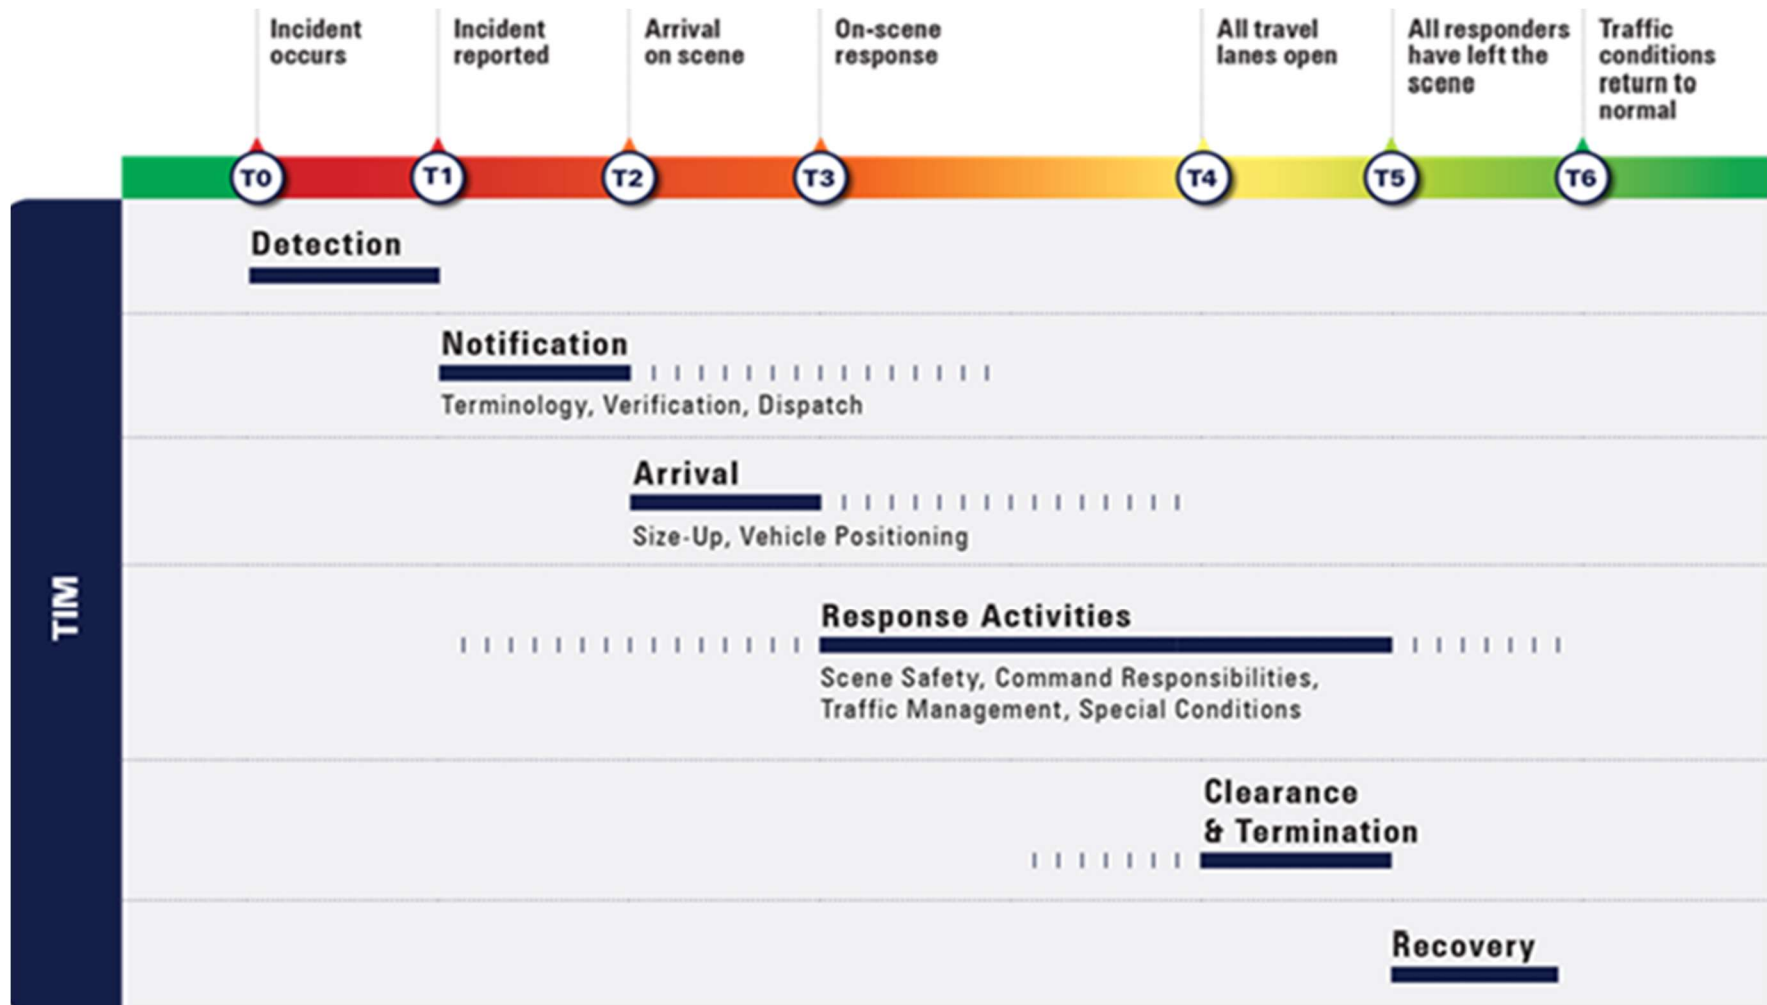 Incident
occurs
Incident
reported
Arrival
on scene
On-scene
response
All travel
lanes open
All responders
have left the
scene
Traffic
conditions
return to
normal
T0
T1
T2
T3
T4
T5
T6
TIM
Detection
Notification
Terminology, Verification, Dispatch
Arrival
Size-Up, Vehicle Positioning
Response Activities
Scene Safety, Command Responsibilities,
Traffic Management, Special Conditions
Clearance
& Termination
Recovery